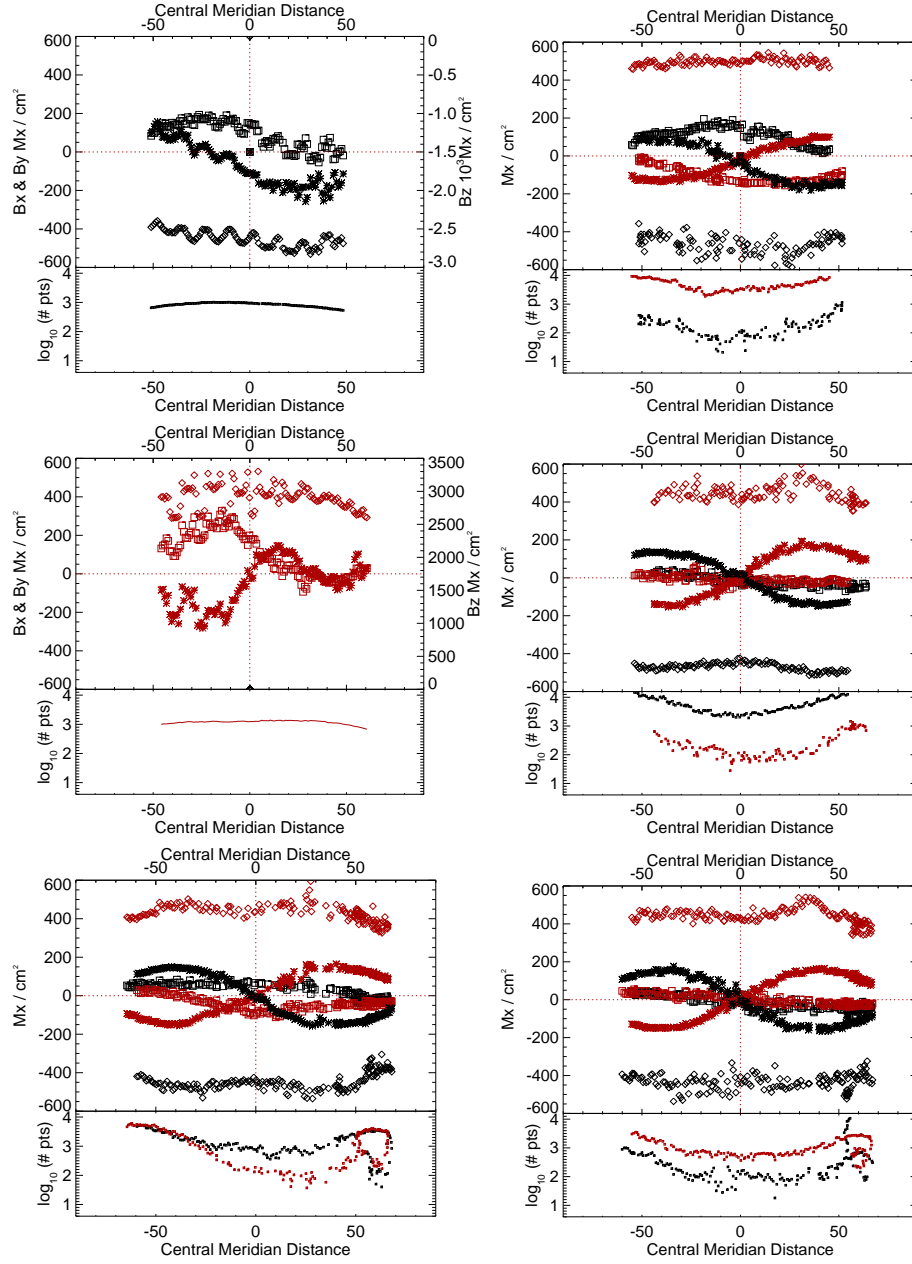 Central Meridian Distance
-50 0 50
600
400
200
0
-200
-400
-600
Bx & By Mx / cm²
0
-0.5
-1.0
-1.5
-2.0
-2.5
-3.0
Bz 10³Mx / cm²
4
3
2
1
log₁₀ (# pts)
-50 0 50
Central Meridian Distance
Central Meridian Distance
-50 0 50
600
400
200
0
-200
-400
-600
Mx / cm²
4
3
2
1
log₁₀ (# pts)
-50 0 50
Central Meridian Distance
Central Meridian Distance
-50 0 50
600
400
200
0
-200
-400
-600
Bx & By Mx / cm²
3500
3000
2500
2000
1500
1000
500
0
Bz Mx / cm²
4
3
2
1
log₁₀ (# pts)
-50 0 50
Central Meridian Distance
Central Meridian Distance
-50 0 50
600
400
200
0
-200
-400
-600
Mx / cm²
4
3
2
1
log₁₀ (# pts)
-50 0 50
Central Meridian Distance
Central Meridian Distance
-50 0 50
600
400
200
0
-200
-400
-600
Mx / cm²
4
3
2
1
log₁₀ (# pts)
-50 0 50
Central Meridian Distance
Central Meridian Distance
-50 0 50
600
400
200
0
-200
-400
-600
Mx / cm²
4
3
2
1
log₁₀ (# pts)
-50 0 50
Central Meridian Distance